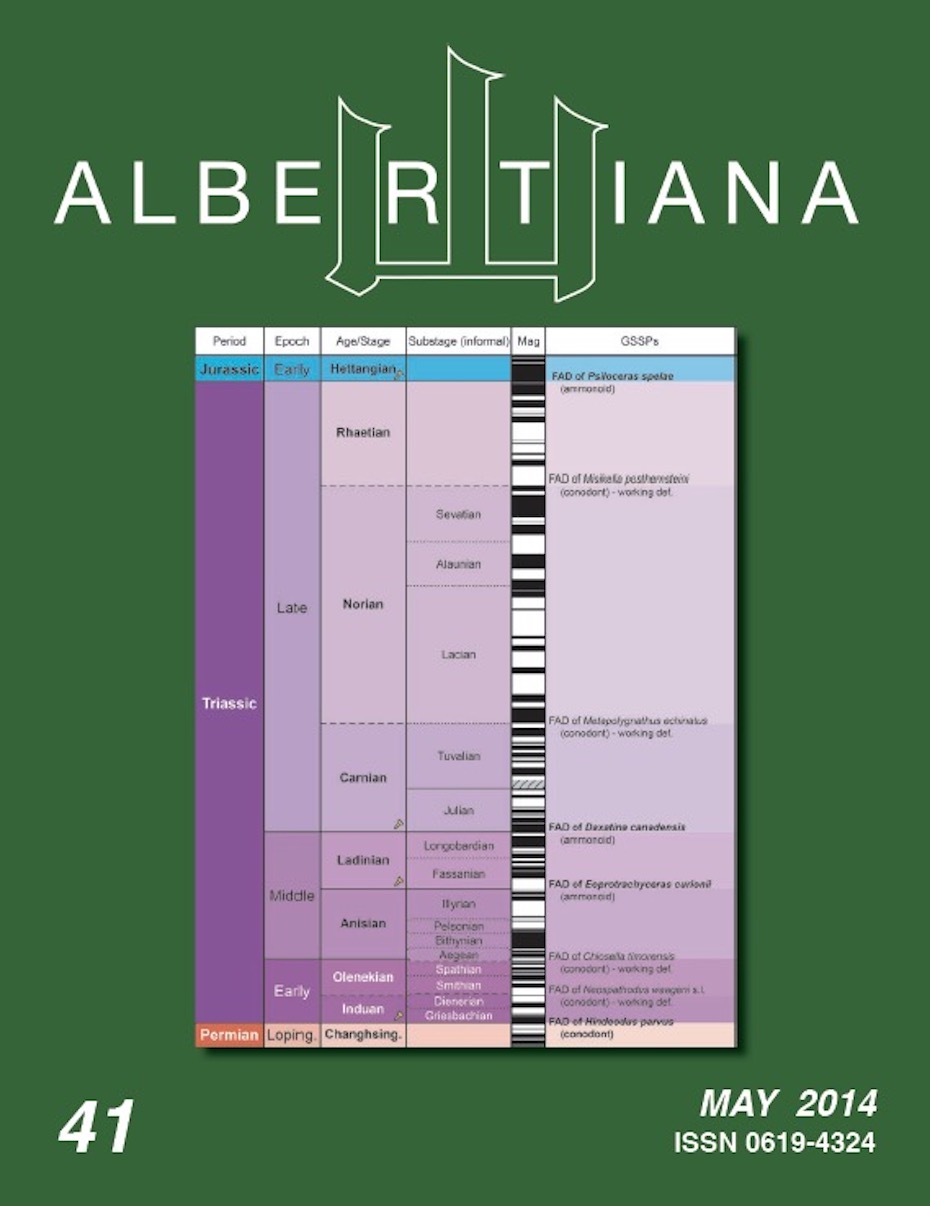 ALBERTIANA
Period Epoch Age/Stage Substage (informal) Mag GSSPs
Jurassic Early Hettangian
FAD of Psiloceras spelae
(ammonoid)
Rhaetian
FAD of Misikella posthernsteini
(conodont) - working def.
Sevatian
Alaunian
Late Norian
Lacian
Triassic
FAD of Metapolygnathus echinatus
(conodont) - working def.
Tuvalian
Carnian
Julian
FAD of Daxatina canadensis
(ammonoid)
Longobardian
Ladinian
Fassanian
FAD of Eoprotrachyceras curionii
(ammonoid)
Middle
Illyrian
Anisian
Pelsonian
Bithynian
Aegean
FAD of Chiosella timorensis
(conodont) - working def.
Spathian
Olenekian
Smithian
Early
FAD of Neospathodus waageni s.l.
(conodont) - working def.
Dienerian
Induan
Griesbachian
FAD of Hindeodus parvus
(conodont)
Permian Loping. Changhsing.
41
MAY 2014
ISSN 0619-4324